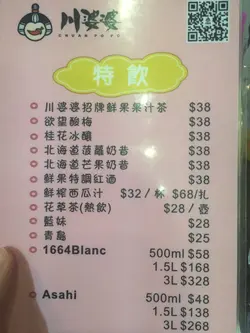 川婆婆
CHUAN PO PO
特飲
川婆婆招牌鮮果果汁茶 $38
欲望酸梅 $38
桂花冰釀 $38
北海道菠蘿奶昔 $38
北海道芒果奶昔 $38
鮮果特調紅酒 $38
鮮榨西瓜汁 $32/杯 $68/扎
花草茶(熱飲) $28/壺
藍妹 $28
青島 $25
1664Blanc 500ml $58
1.5L $168
3L $328
Asahi 500ml $48
1.5L $138
3L $268